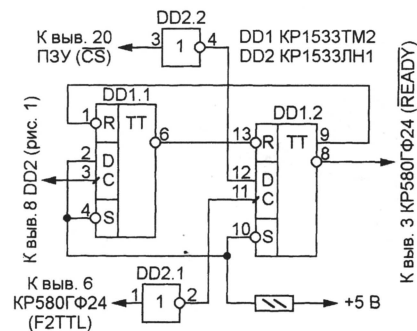 DD2.2
К выв. 20
ПЗУ (CS)
3
1
4
DD1 КР1533ТМ2
DD2 КР1533ЛН1
DD1.1
DD1.2
1
R
TT
6
2
D
3
C
4
S
13
R
TT
9
8
12
D
11
C
10
S
К выв. 8 DD2 (рис. 1)
К выв. 3 КР580ГФ24 (READY)
К выв. 6
КР580ГФ24
(F2TTL)
DD2.1
1
1
2
+5 В